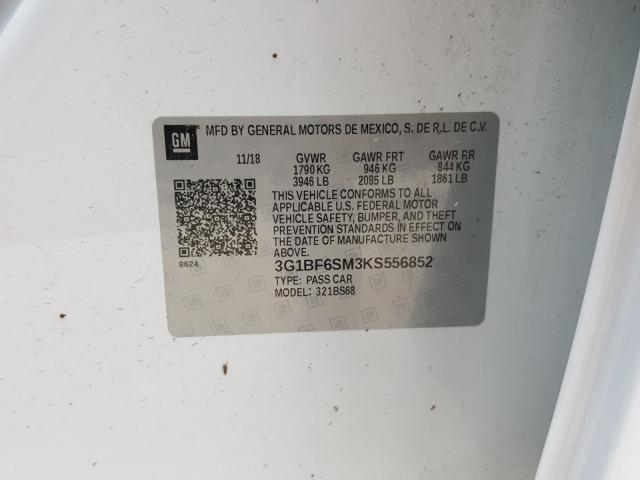 GM
MFD BY GENERAL MOTORS DE MEXICO, S. DE R.L. DE C.V.
11/18 GVWR GAWR FRT GAWR RR
1790 KG 946 KG 844 KG
3946 LB 2085 LB 1861 LB
THIS VEHICLE CONFORMS TO ALL
APPLICABLE U.S. FEDERAL MOTOR
VEHICLE SAFETY, BUMPER, AND THEFT
PREVENTION STANDARDS IN EFFECT ON
THE DATE OF MANUFACTURE SHOWN
ABOVE.
8624
3G1BF6SM3KS556852
TYPE: PASS CAR
MODEL: 321BS68